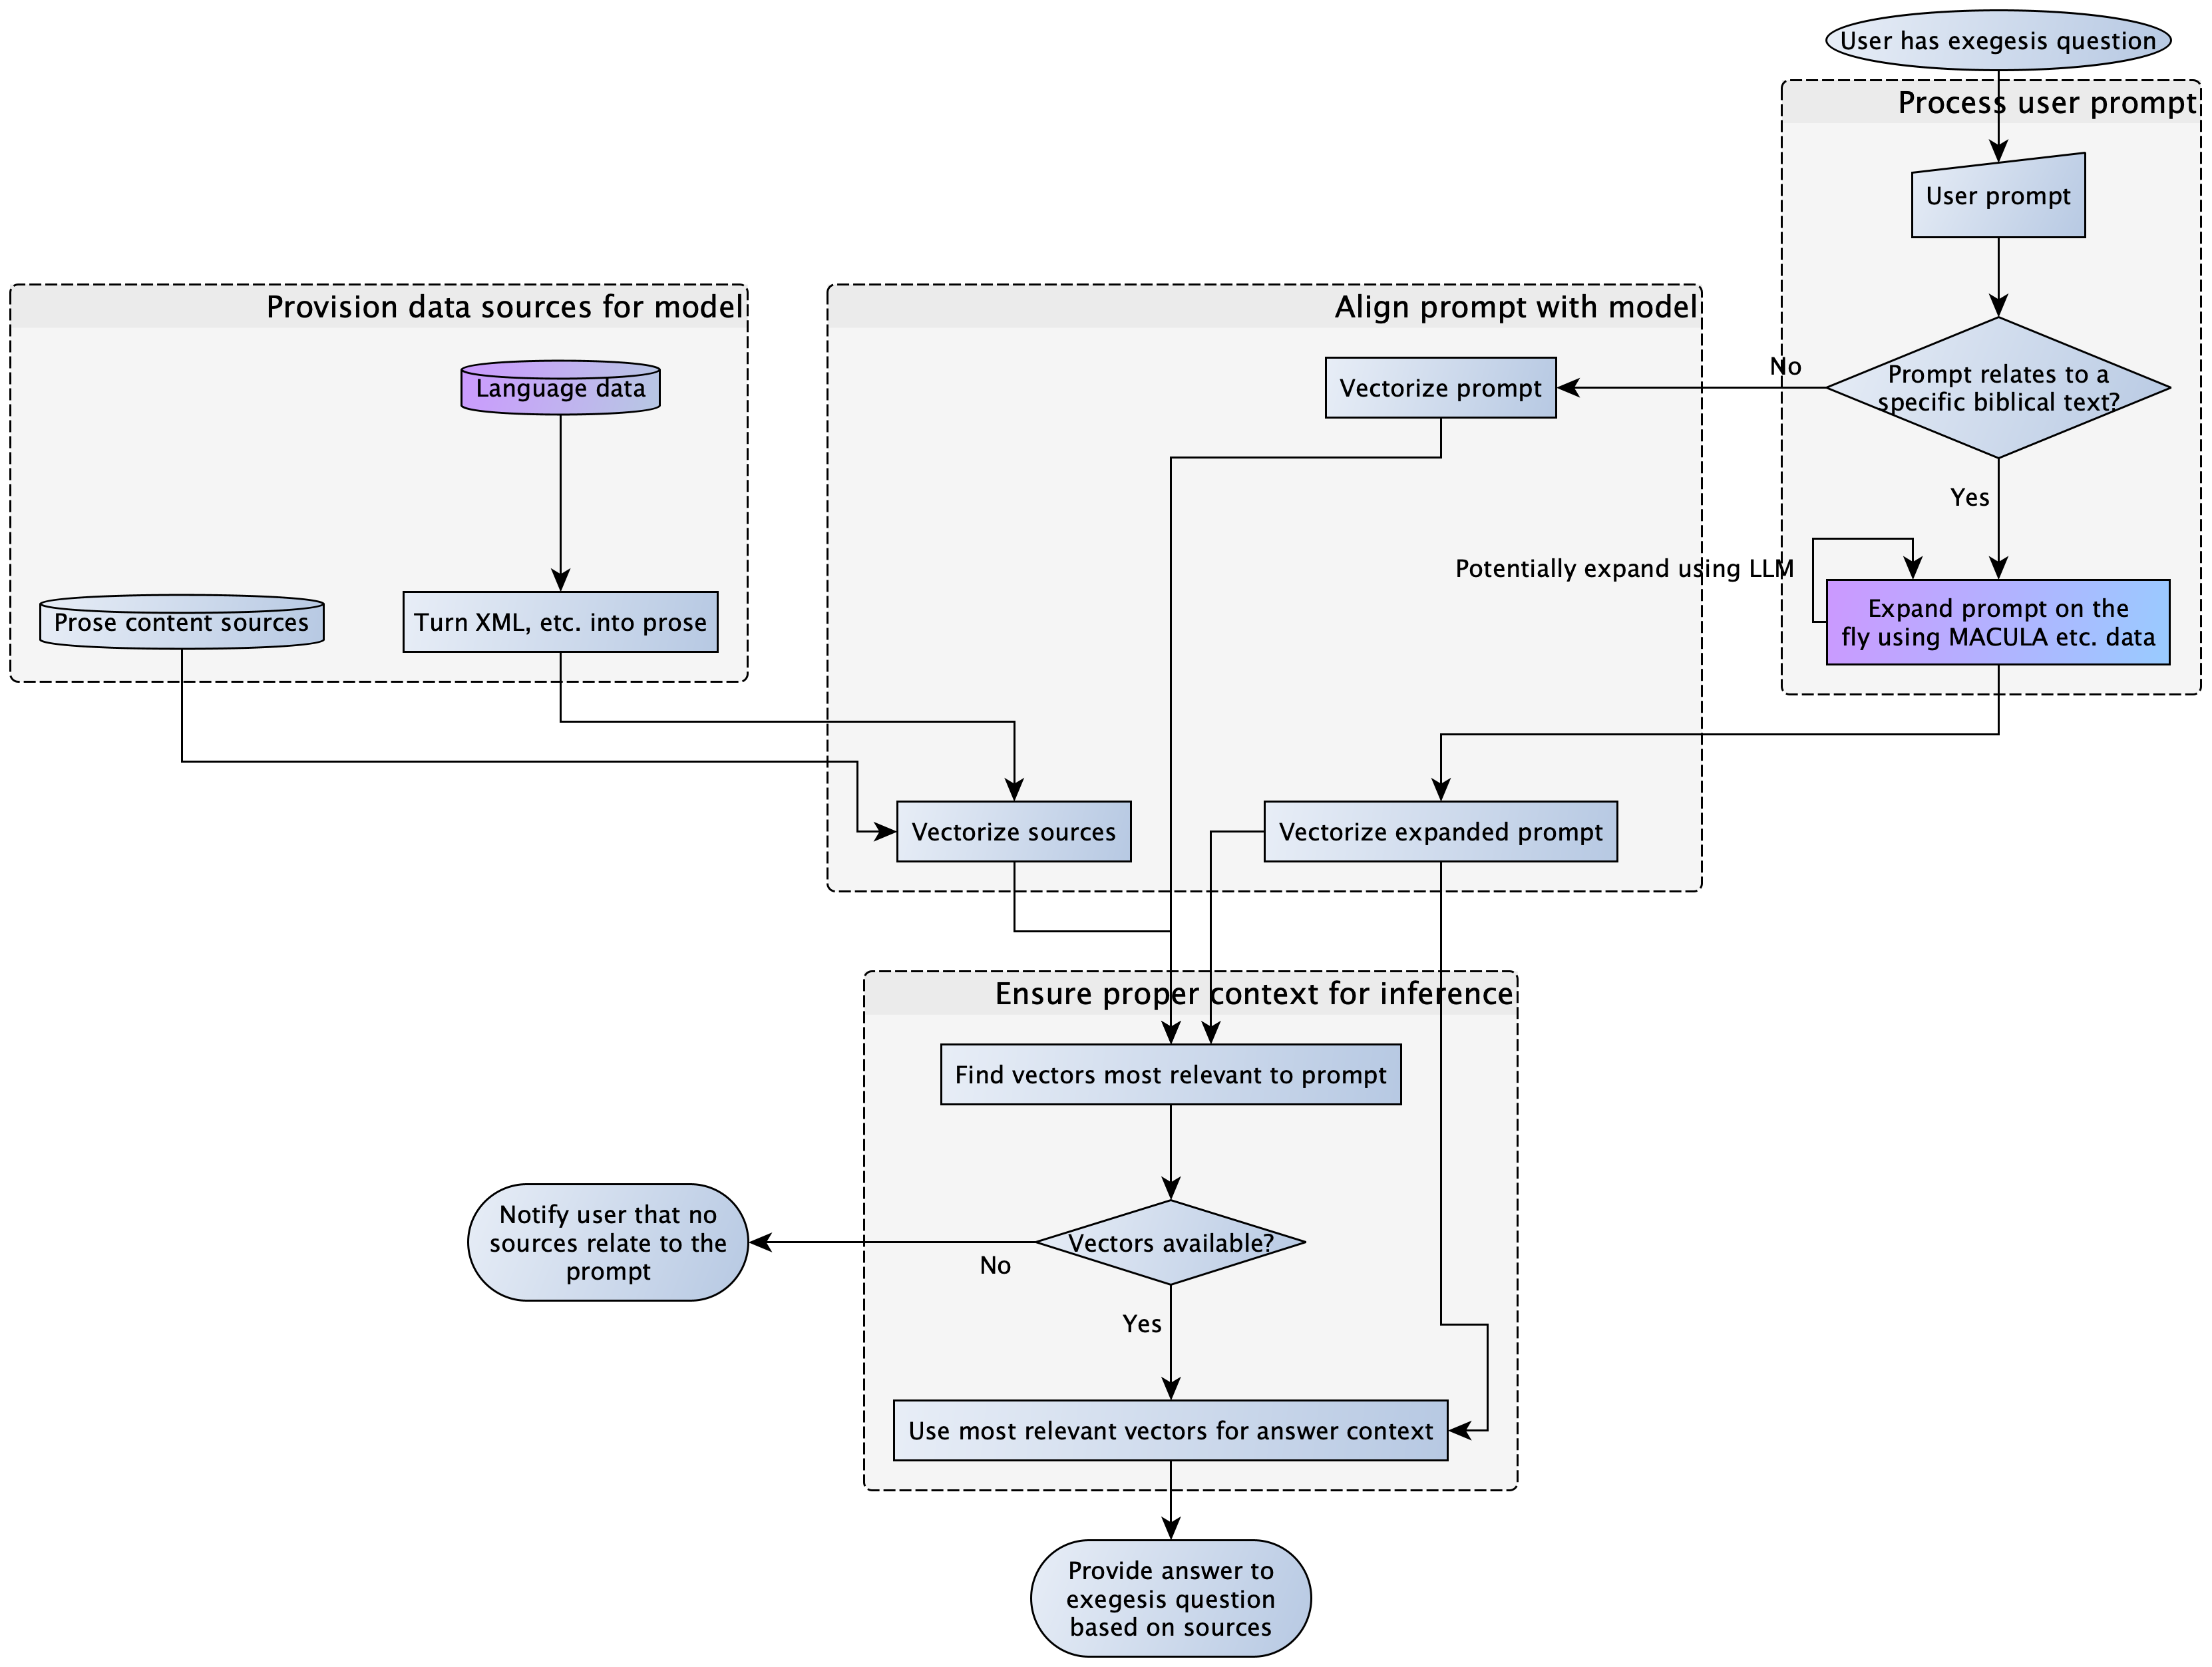 User has exegesis question
Process user prompt
User prompt
Provision data sources for model
Align prompt with model
Language data
Vectorize prompt
No
Prompt relates to a
specific biblical text?
Yes
Potentially expand using LLM
Prose content sources
Turn XML, etc. into prose
Expand prompt on the
fly using MACULA etc. data
Vectorize sources
Vectorize expanded prompt
Ensure proper context for inference
Find vectors most relevant to prompt
Notify user that no
sources relate to the
prompt
Vectors available?
No
Yes
Use most relevant vectors for answer context
Provide answer to
exegesis question
based on sources